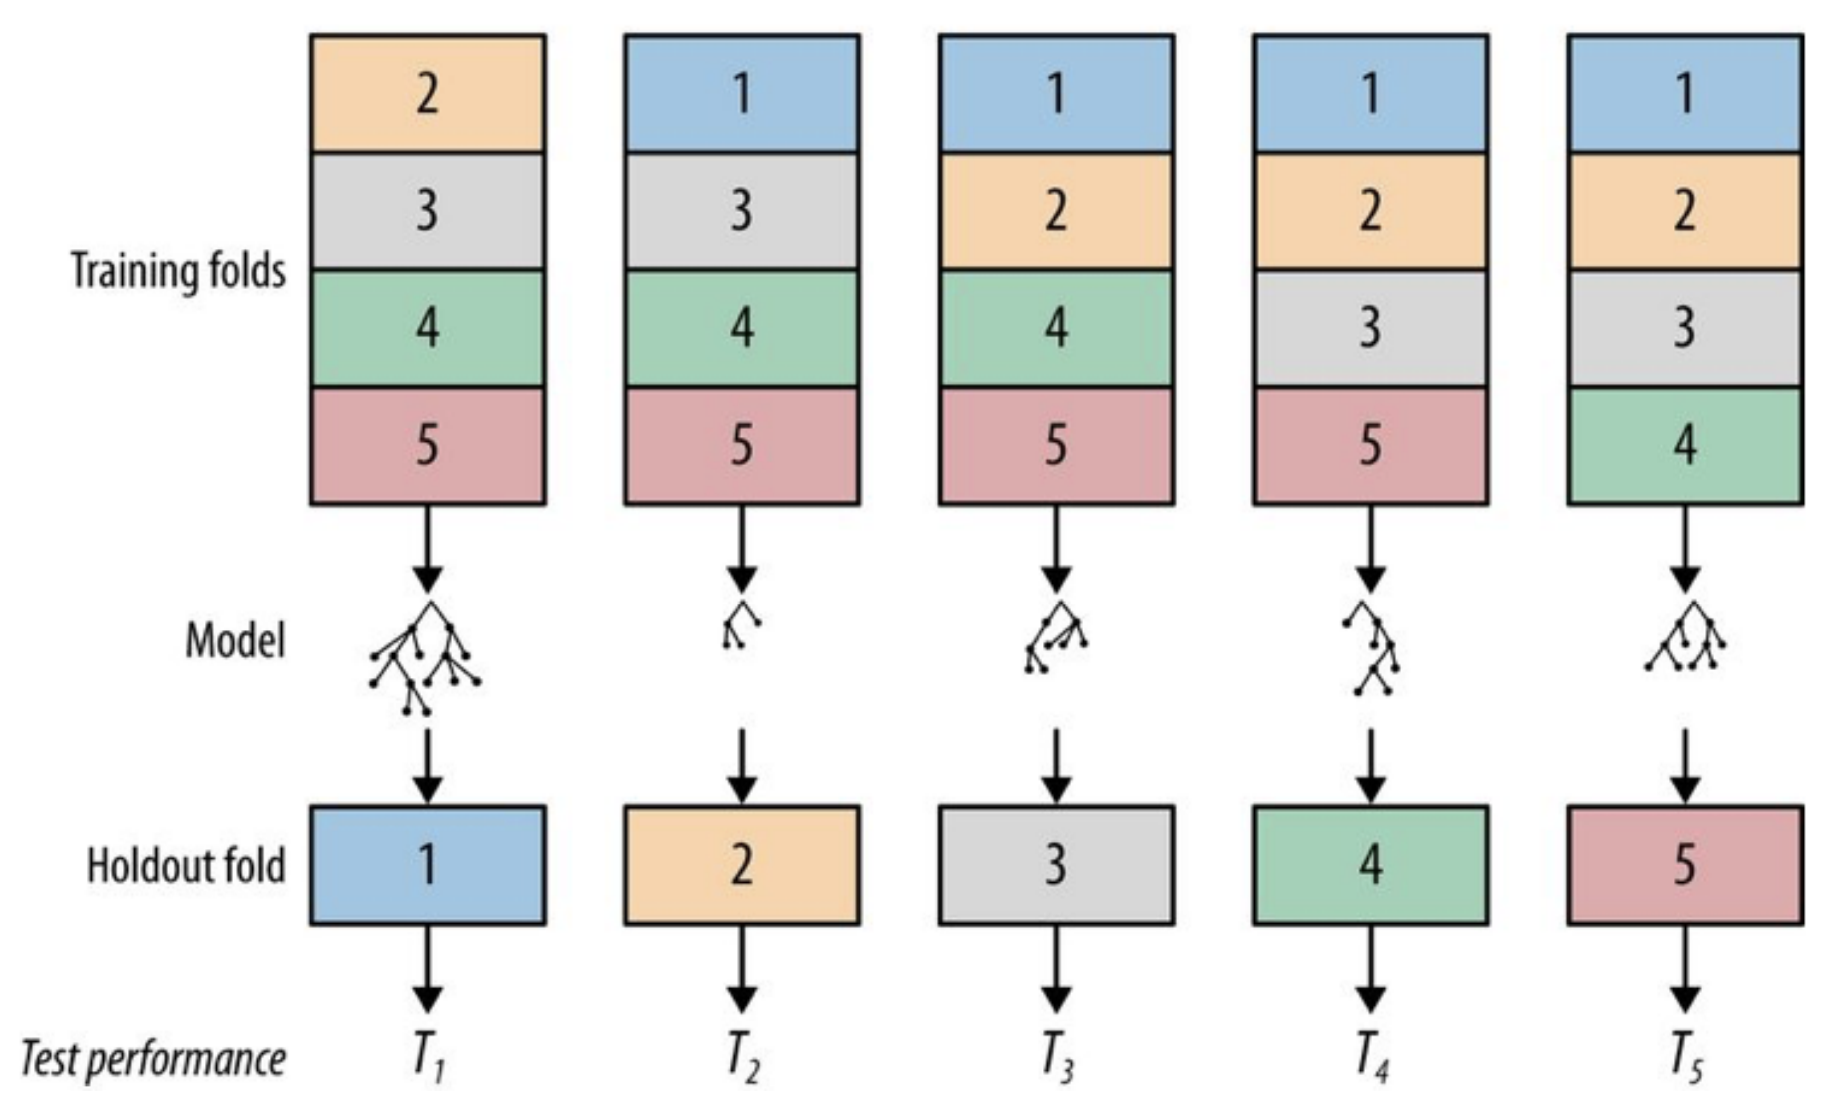 2 1 1 1 1
3 3 2 2 2
Training folds
4 4 4 3 3
5 5 5 5 4
Model
Holdout fold 1 2 3 4 5
Test performance T1 T2 T3 T4 T5